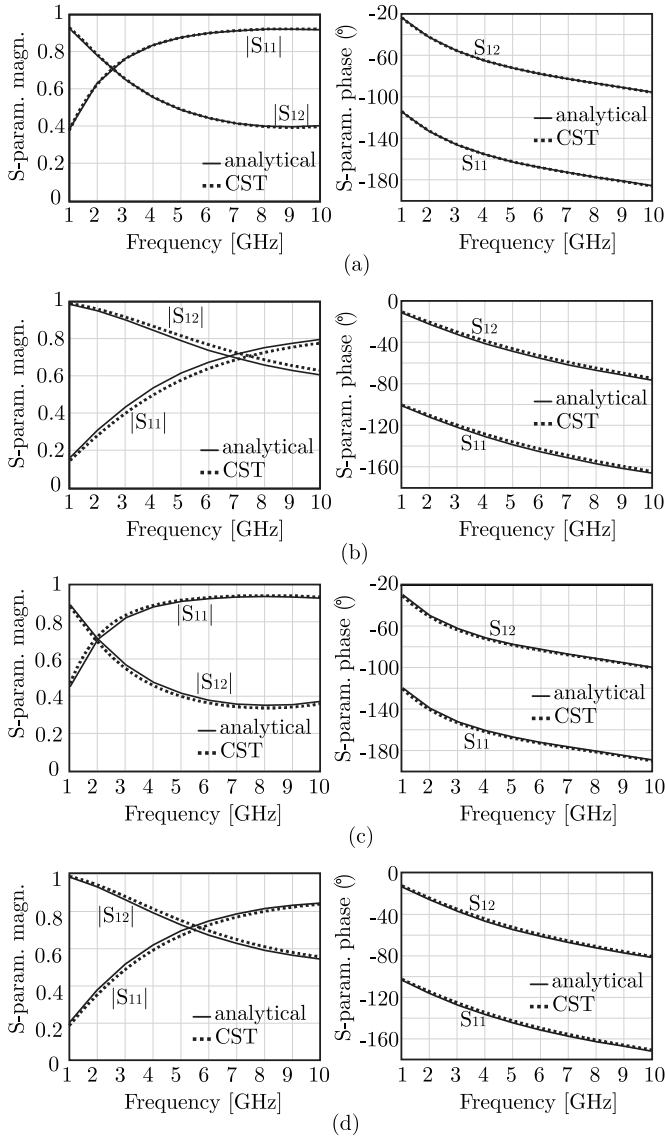 S-param. magn.
1
0.8
0.6
0.4
0.2
0
|S11|
|S12|
analytical
CST
1 2 3 4 5 6 7 8 9 10
Frequency [GHz]
S-param. phase (°)
-20
-60
-100
-140
-180
S12
S11
analytical
CST
1 2 3 4 5 6 7 8 9 10
Frequency [GHz]
(a)
S-param. magn.
1
0.8
0.6
0.4
0.2
0
|S12|
|S11|
analytical
CST
1 2 3 4 5 6 7 8 9 10
Frequency [GHz]
S-param. phase (°)
0
-40
-80
-120
-160
S12
S11
analytical
CST
1 2 3 4 5 6 7 8 9 10
Frequency [GHz]
(b)
S-param. magn.
1
0.8
0.6
0.4
0.2
0
|S11|
|S12|
analytical
CST
1 2 3 4 5 6 7 8 9 10
Frequency [GHz]
S-param. phase (°)
-20
-60
-100
-140
-180
S12
S11
analytical
CST
1 2 3 4 5 6 7 8 9 10
Frequency [GHz]
(c)
S-param. magn.
1
0.8
0.6
0.4
0.2
0
|S12|
|S11|
analytical
CST
1 2 3 4 5 6 7 8 9 10
Frequency [GHz]
S-param. phase (°)
0
-40
-80
-120
-160
S12
S11
analytical
CST
1 2 3 4 5 6 7 8 9 10
Frequency [GHz]
(d)